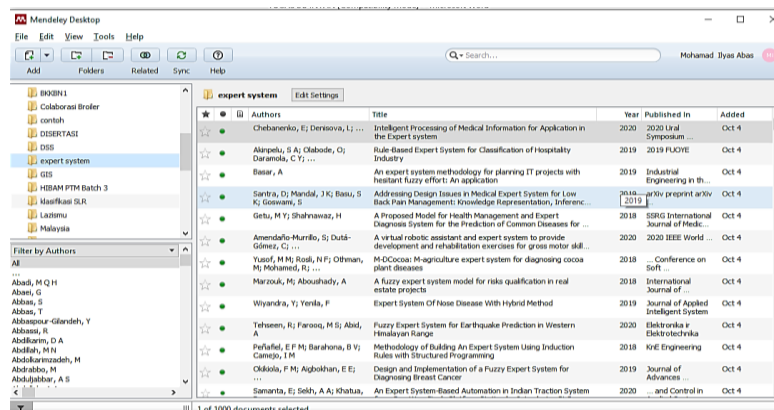 Mendeley Desktop
File Edit View Tools Help
Add Folders Related Sync Help
Search...
Mohamad Ilyas Abas
BKKBN1
Colaborasi Broiler
contoh
DISERTASI
DSS
expert system
GIS
HIBAM PTM Batch 3
klasifikasi SLR
Lazismu
Malaysia
Filter by Authors
All
...
Abadi, M Q H
Abaei, G
Abbas, S
Abbas, T
Abbaspour-Gilandeh, Y
Abbassi, R
Abdikarim, D A
Abdillah, M N
Abdolkarimzadeh, M
Abdrabbo, M
Abduljabbar, A S
expert system Edit Settings
Authors Title Year Published In Added
Chebanenko, E; Denisova, L; ... Intelligent Processing of Medical Information for Application in 2020 2020 Ural Oct 4
the Expert system Symposium ...
Akinpelu, S A; Olabode, O; Rule-Based Expert System for Classification of Hospitality 2019 2019 FUOYE Oct 4
Daramola, C Y; ... Industry
Basar, A An expert system methodology for planning IT projects with 2019 Industrial Oct 4
hesitant fuzzy effort: An application Engineering in th...
Santra, D; Mandal, J K; Basu, S Addressing Design Issues in Medical Expert System for Low 2019 arXiv preprint arXiv Oct 4
K; Goswami, S Back Pain Management: Knowledge Representation, Inferenc... 2019 ...
Getu, M Y; Shahnawaz, H A Proposed Model for Health Management and Expert 2018 SSRG International Oct 4
Diagnosis System for the Prediction of Common Diseases for ... Journal of Medic...
Amendaño-Murrillo, S; Dutá- A virtual robotic assistant and expert system to provide 2020 2020 IEEE World ... Oct 4
Gómez, C; ... development and rehabilitation exercises for gross motor skill...
Yusof, M M; Rosli, N F; Othman, M-DCocoa: M-agriculture expert system for diagnosing cocoa 2018 ... Conference on Oct 4
M; Mohamed, R; ... plant diseases Soft ...
Marzouk, M; Aboushady, A A fuzzy expert system model for risks qualification in real 2018 International Oct 4
estate projects Journal of ...
Wiyandra, Y; Yenila, F Expert System Of Nose Disease With Hybrid Method 2019 Journal of Applied Oct 4
Intelligent System
Tehseen, R; Farooq, M S; Abid, Fuzzy Expert System for Earthquake Prediction in Western 2020 Elektronika ir Oct 4
A Himalayan Range Elektrotechnika
Peñafiel, E F M; Barahona, B V; Methodology of Building An Expert System Using Induction 2018 KnE Engineering Oct 4
Camejo, I M Rules with Structured Programming
Okikiola, F M; Aigbokhan, E E; Design and Implementation of a Fuzzy Expert System for 2019 Journal of Oct 4
... Diagnosing Breast Cancer Advances ...
Samanta, E; Sekh, A A; Khatua, An Expert System-Based Automation in Indian Traction System 2020 ... and Control in Oct 4
1 of 1000 documents selected